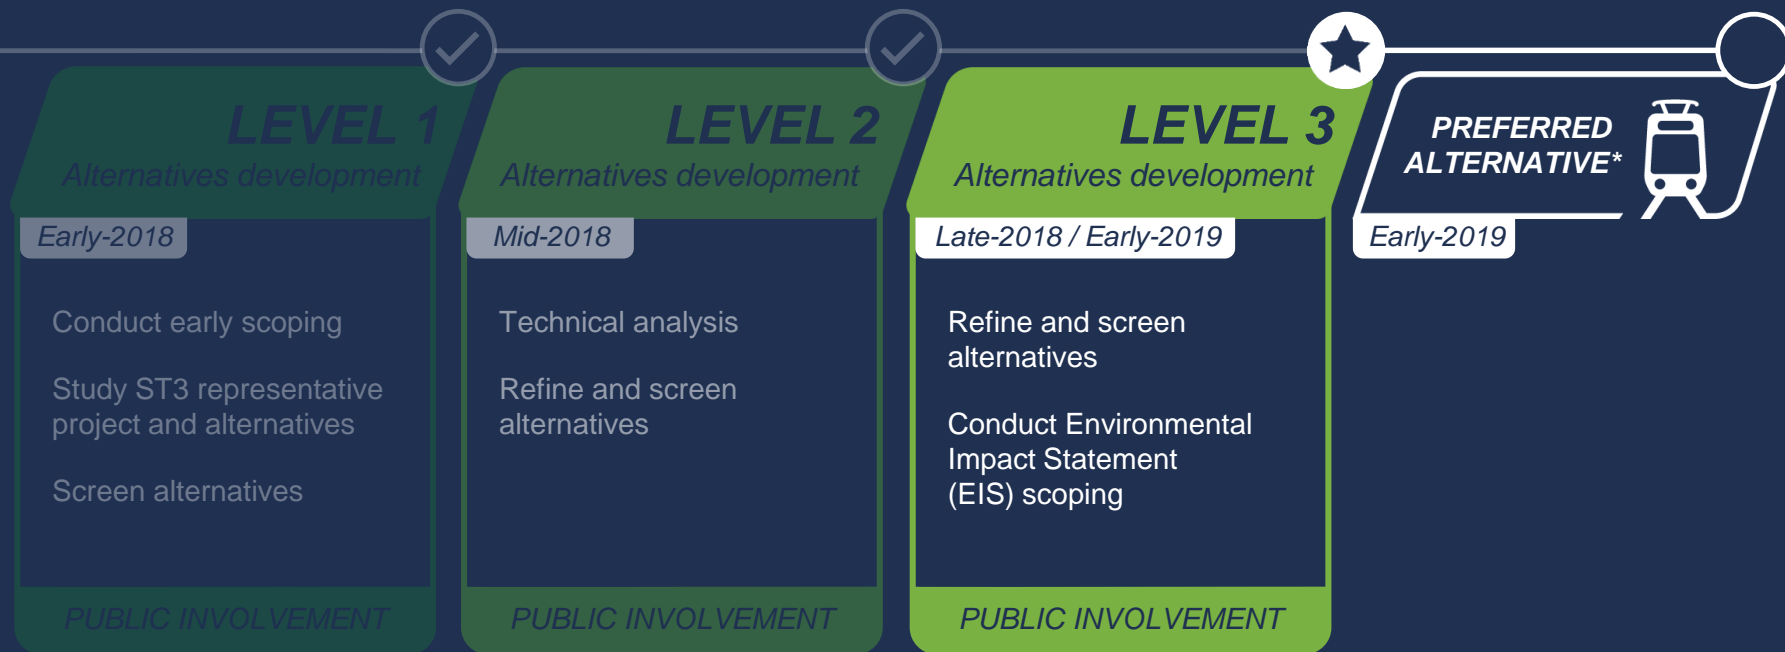 LEVEL 1
Alternatives development
Early-2018
Conduct early scoping
Study ST3 representative
project and alternatives
Screen alternatives
PUBLIC INVOLVEMENT
LEVEL 2
Alternatives development
Mid-2018
Technical analysis
Refine and screen
alternatives
PUBLIC INVOLVEMENT
LEVEL 3
Alternatives development
Late-2018 / Early-2019
Refine and screen
alternatives
Conduct Environmental
Impact Statement
(EIS) scoping
PUBLIC INVOLVEMENT
PREFERRED
ALTERNATIVE*
Early-2019